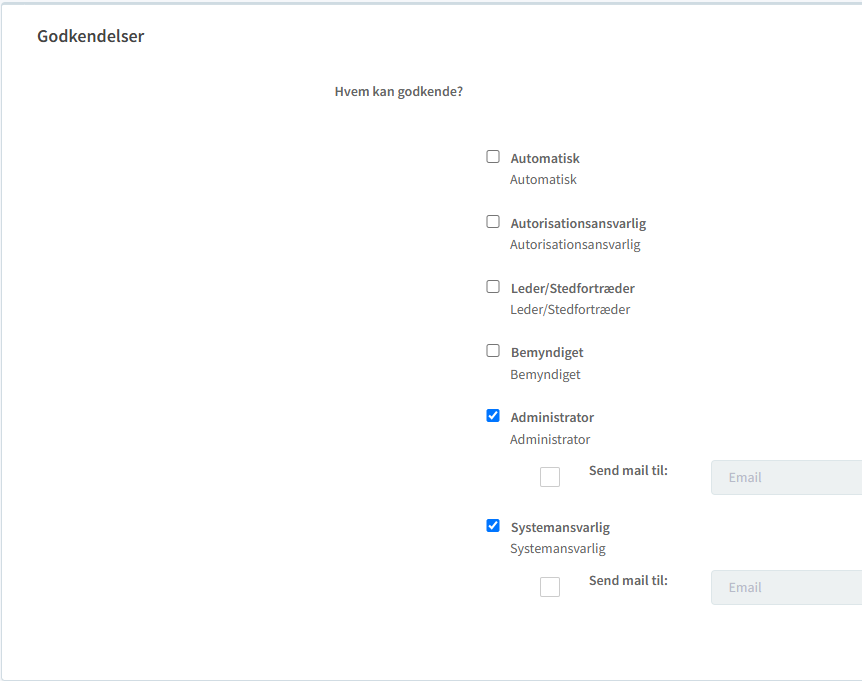 Godkendelser
Hvem kan godkende?
Automatisk
Automatisk
Autorisationsansvarlig
Autorisationsansvarlig
Leder/Stedfortræder
Leder/Stedfortræder
Bemyndiget
Bemyndiget
Administrator
Administrator
Send mail til: Email
Systemansvarlig
Systemansvarlig
Send mail til: Email